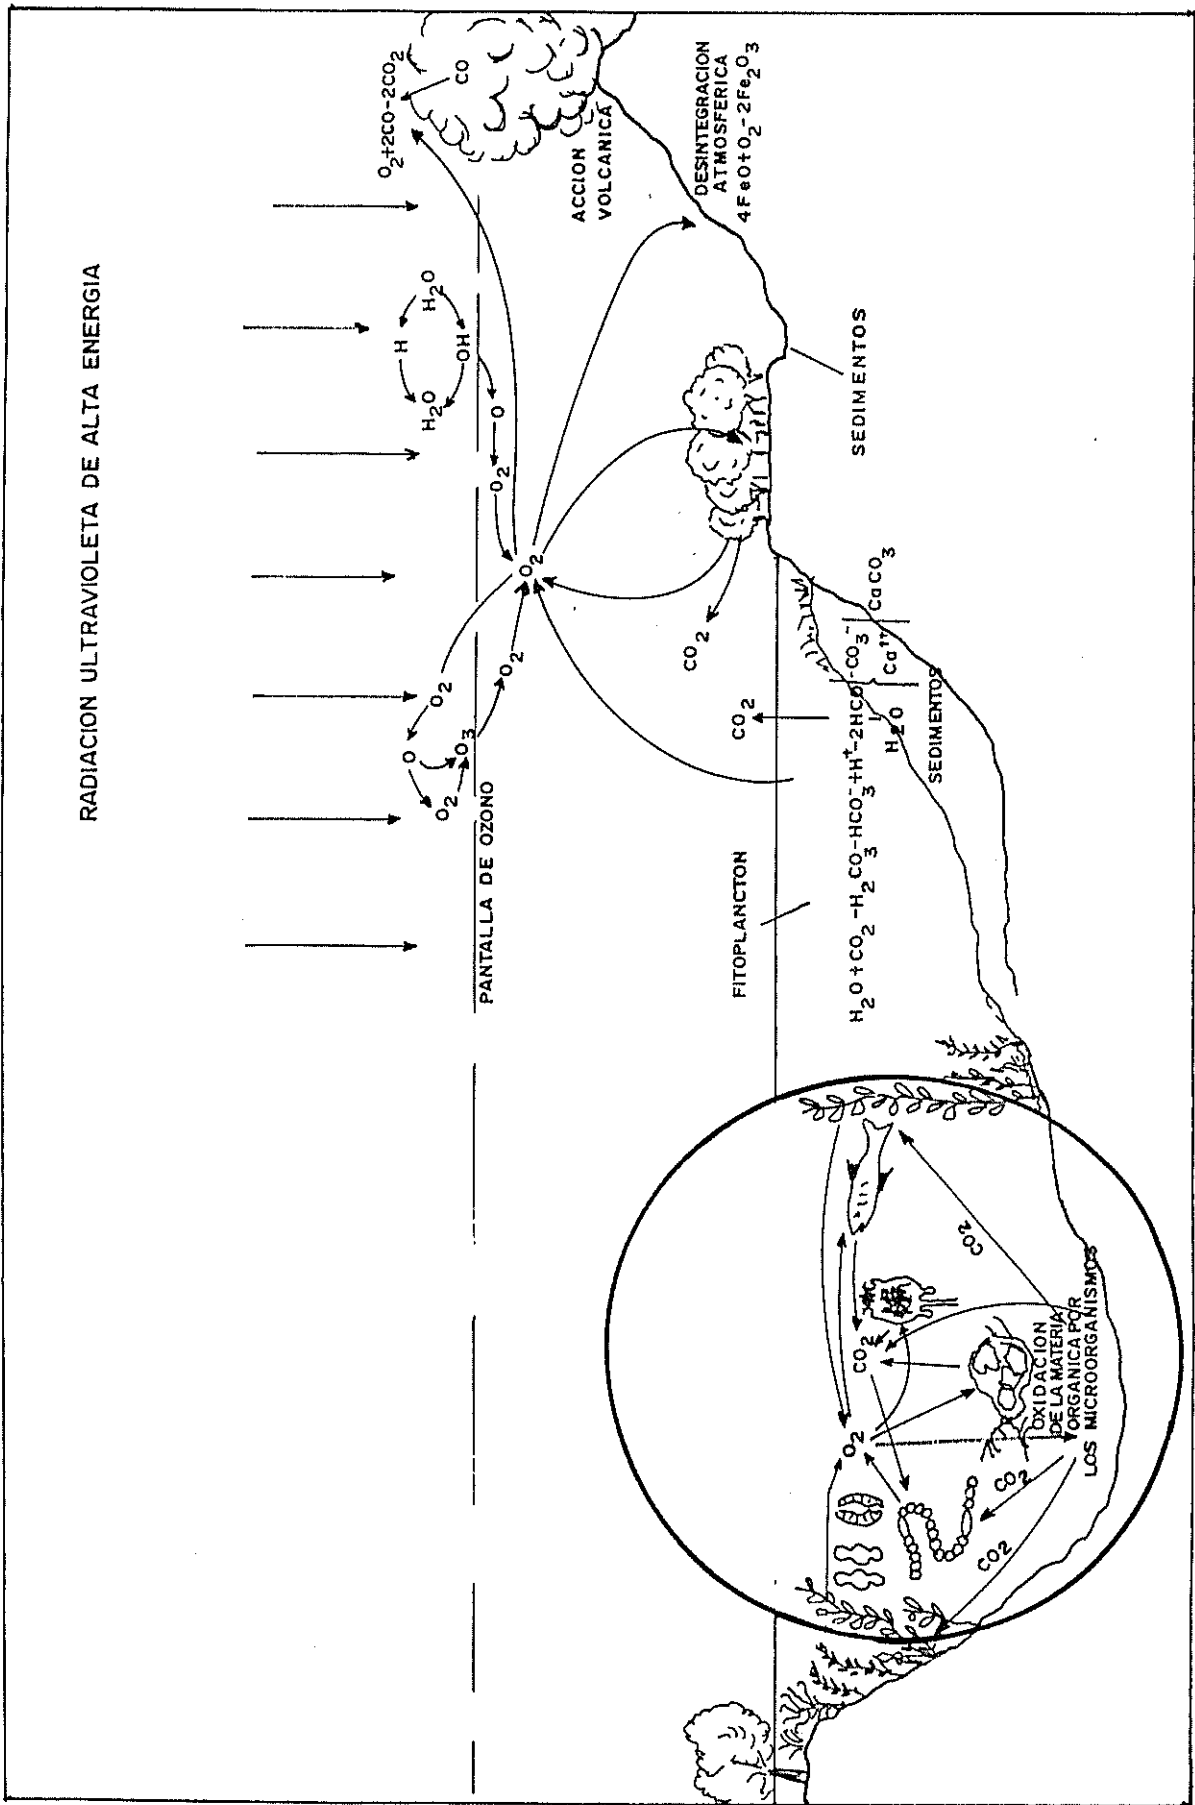 RADIACION ULTRAVIOLETA DE ALTA ENERGIA
O2+2CO-2CO2
CO
H
H2O
H2O
OH
O
O2
O2
O2
O
O2
O3
O2
PANTALLA DE OZONO
ACCION
VOLCANICA
DESINTEGRACION
ATMOSFERICA
4FeO+O2-2Fe2O3
SEDIMENTOS
CO2
CO2
FITOPLANCTON
H2O+CO2-H2CO3-HCO3-+H+-2HCO-CO3-
H2O
Ca++
CaCO3
SEDIMENTOS
O2
CO2
CO2
CO2
CO2
OXIDACION
DE LA MATERIA
ORGANICA POR
LOS MICROORGANISMOS